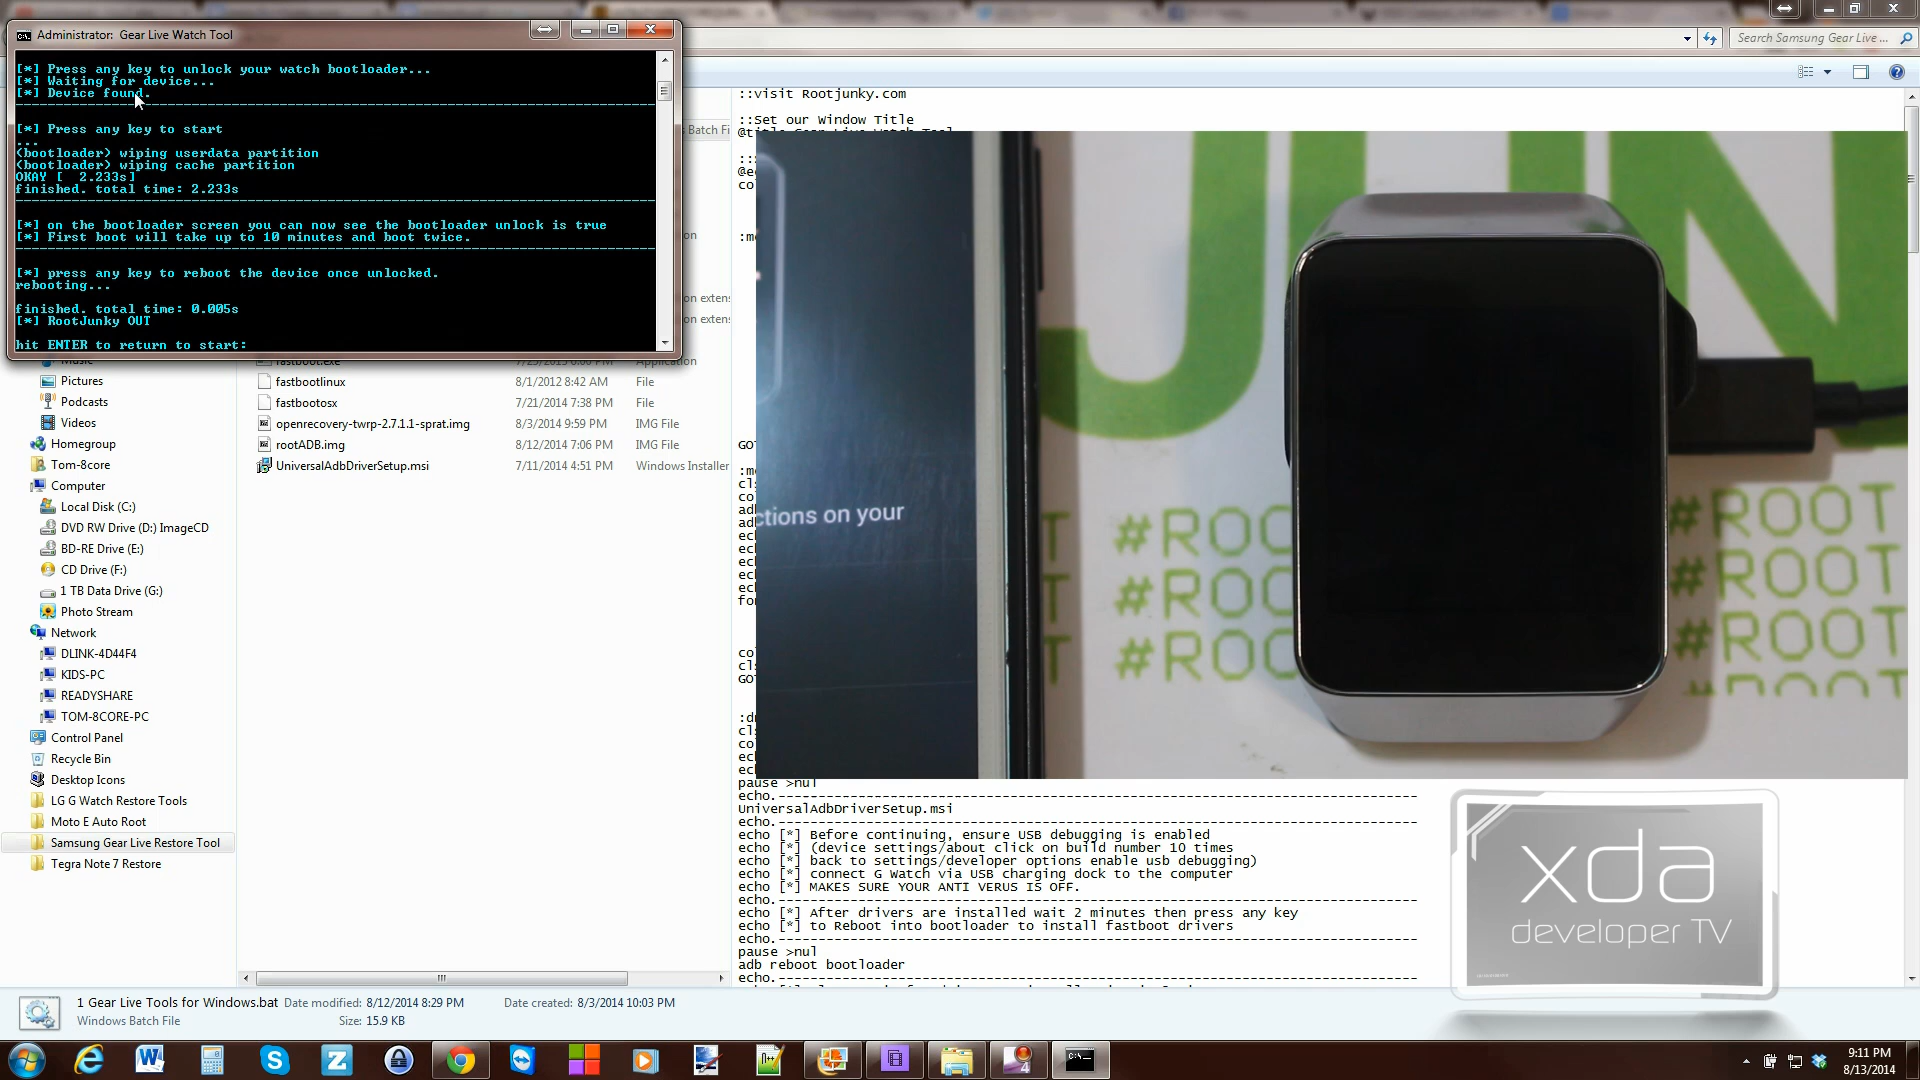 Administrator: Gear Live Watch Tool
[*] Press any key to unlock your watch bootloader...
[*] Waiting for device...
[*] Device found.
[*] Press any key to start
...
(bootloader) wiping userdata partition
(bootloader) wiping cache partition
OKAY [  2.233s]
finished. total time: 2.233s
[*] on the bootloader screen you can now see the bootloader unlock is true
[*] First boot will take up to 10 minutes and boot twice.
[*] press any key to reboot the device once unlocked.
rebooting...
finished. total time: 0.005s
[*] RootJunky OUT
hit ENTER to return to start:
Search Samsung Gear Live ...
Pictures
Podcasts
Videos
Homegroup
Tom-8core
Computer
Local Disk (C:)
DVD RW Drive (D:) ImageCD
BD-RE Drive (E:)
CD Drive (F:)
1 TB Data Drive (G:)
Photo Stream
Network
DLINK-4D44F4
KIDS-PC
READYSHARE
TOM-8CORE-PC
Control Panel
Recycle Bin
Desktop Icons
LG G Watch Restore Tools
Moto E Auto Root
Samsung Gear Live Restore Tool
Tegra Note 7 Restore
fastbootlinux 8/1/2012 8:42 AM File
fastbootosx 7/21/2014 7:38 PM File
openrecovery-twrp-2.7.1.1-sprat.img 8/3/2014 9:59 PM IMG File
rootADB.img 8/12/2014 7:06 PM IMG File
UniversalAdbDriverSetup.msi 7/11/2014 4:51 PM Windows Installer
::visit Rootjunky.com
::Set our Window Title
ctions on your
#ROOT
#ROOT
#ROOT
pause >nul
echo.--------------------------------------------------------------------------------
UniversalAdbDriverSetup.msi
echo.--------------------------------------------------------------------------------
echo [*] Before continuing, ensure USB debugging is enabled
echo [*] (device settings/about click on build number 10 times
echo [*] back to settings/developer options enable usb debugging)
echo [*] connect G Watch via USB charging dock to the computer
echo [*] MAKES SURE YOUR ANTI VERUS IS OFF.
echo.--------------------------------------------------------------------------------
echo [*] After drivers are installed wait 2 minutes then press any key
echo [*] to Reboot into bootloader to install fastboot drivers
echo.--------------------------------------------------------------------------------
pause >nul
adb reboot bootloader
echo.--------------------------------------------------------------------------------
xda
developer TV
1 Gear Live Tools for Windows.bat Date modified: 8/12/2014 8:29 PM Date created: 8/3/2014 10:03 PM
Windows Batch File Size: 15.9 KB
9:11 PM
8/13/2014